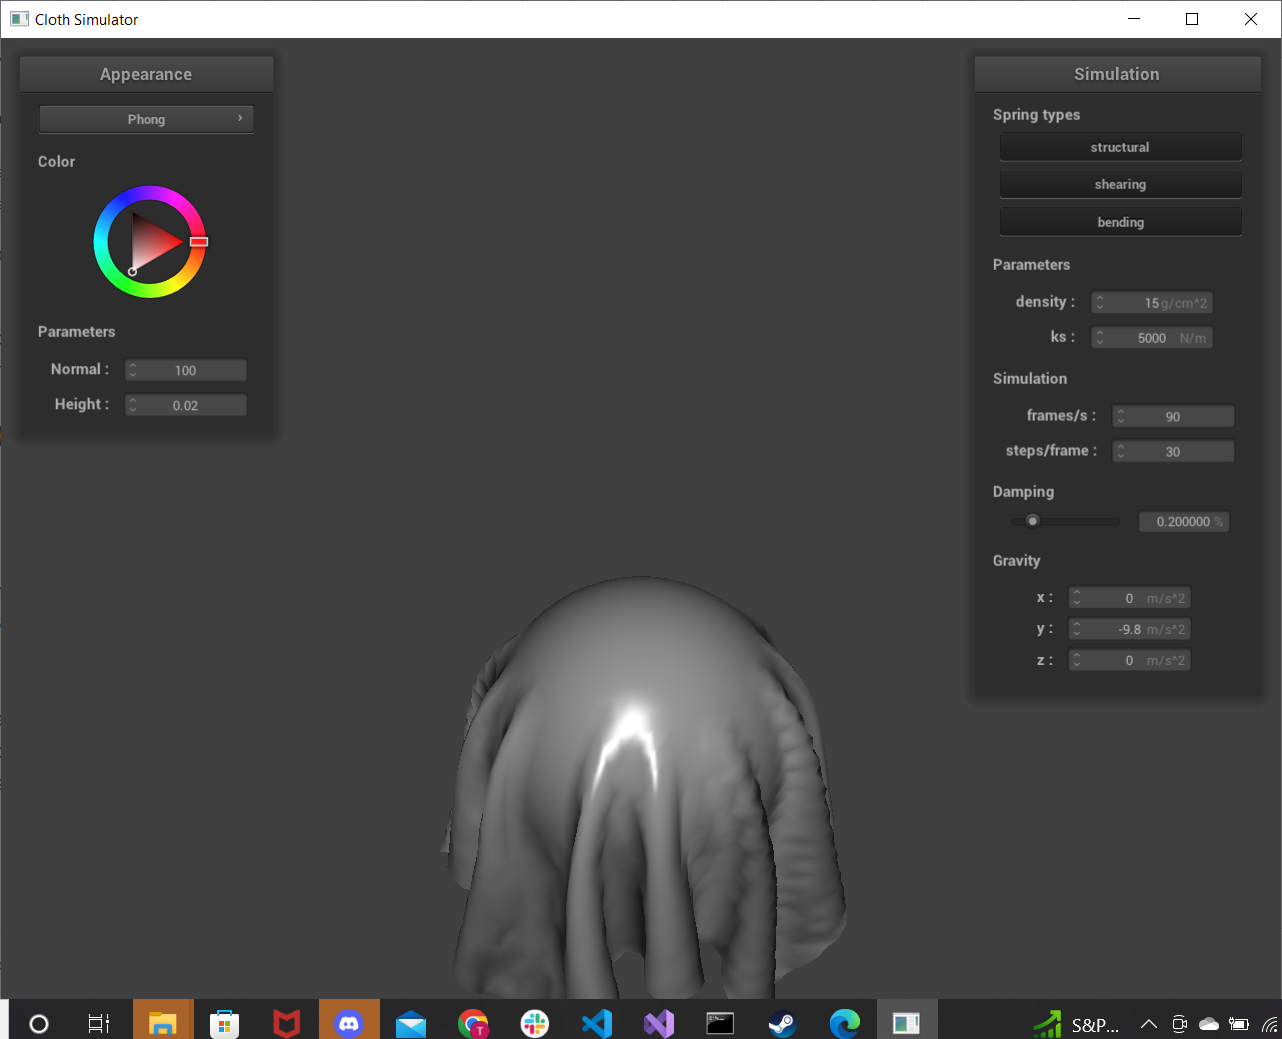 Cloth Simulator
Appearance
Phong
Color
Parameters
Normal : 100
Height : 0.02
Simulation
Spring types
structural
shearing
bending
Parameters
density : 15 g/cm^2
ks : 5000 N/m
Simulation
frames/s : 90
steps/frame : 30
Damping
0.200000 %
Gravity
x : 0 m/s^2
y : -9.8 m/s^2
z : 0 m/s^2
T
S&P...